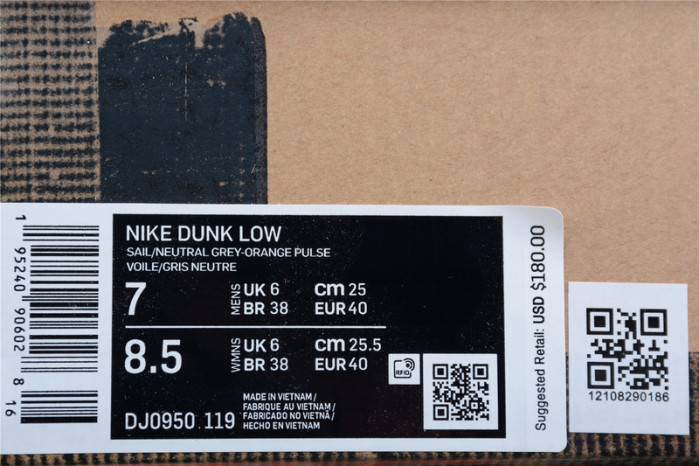 NIKE DUNK LOW
SAIL/NEUTRAL GREY-ORANGE PULSE
VOILE/GRIS NEUTRE
7 MENS UK 6 cm 25
BR 38 EUR 40
8.5 WMNS UK 6 cm 25.5
BR 38 EUR 40
RFID
DJ0950 119
MADE IN VIETNAM /
FABRIQUE AU VIETNAM /
FABRICADO NO VIETNÃ /
HECHO EN VIETNAM
1 95240 90602 8 16
Suggested Retail: USD $180.00
12108290186